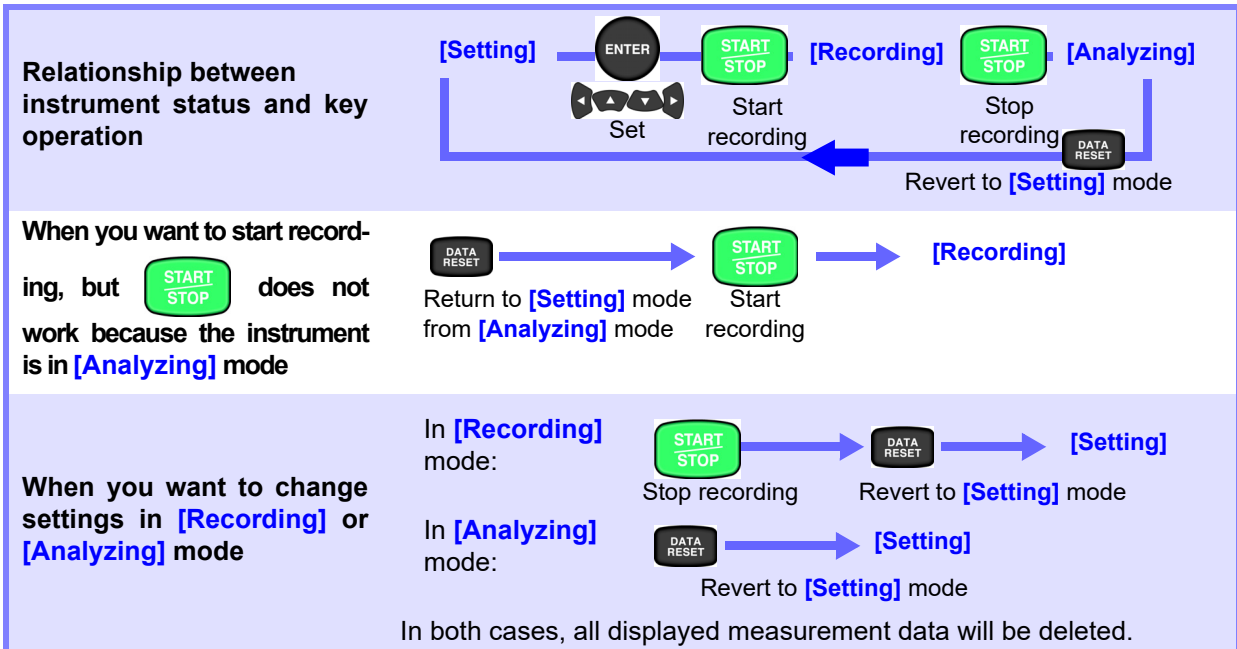 Relationship between
instrument status and key
operation
[Setting]
ENTER
Set
START
STOP
Start
recording
[Recording]
START
STOP
Stop
recording
[Analyzing]
DATA
RESET
Revert to [Setting] mode
When you want to start record-
ing, but START STOP does not
work because the instrument
is in [Analyzing] mode
DATA
RESET
Return to [Setting] mode
from [Analyzing] mode
START
STOP
Start
recording
[Recording]
When you want to change
settings in [Recording] or
[Analyzing] mode
In [Recording]
mode:
START
STOP
Stop recording
DATA
RESET
Revert to [Setting] mode
[Setting]
In [Analyzing]
mode:
DATA
RESET
[Setting]
Revert to [Setting] mode
In both cases, all displayed measurement data will be deleted.